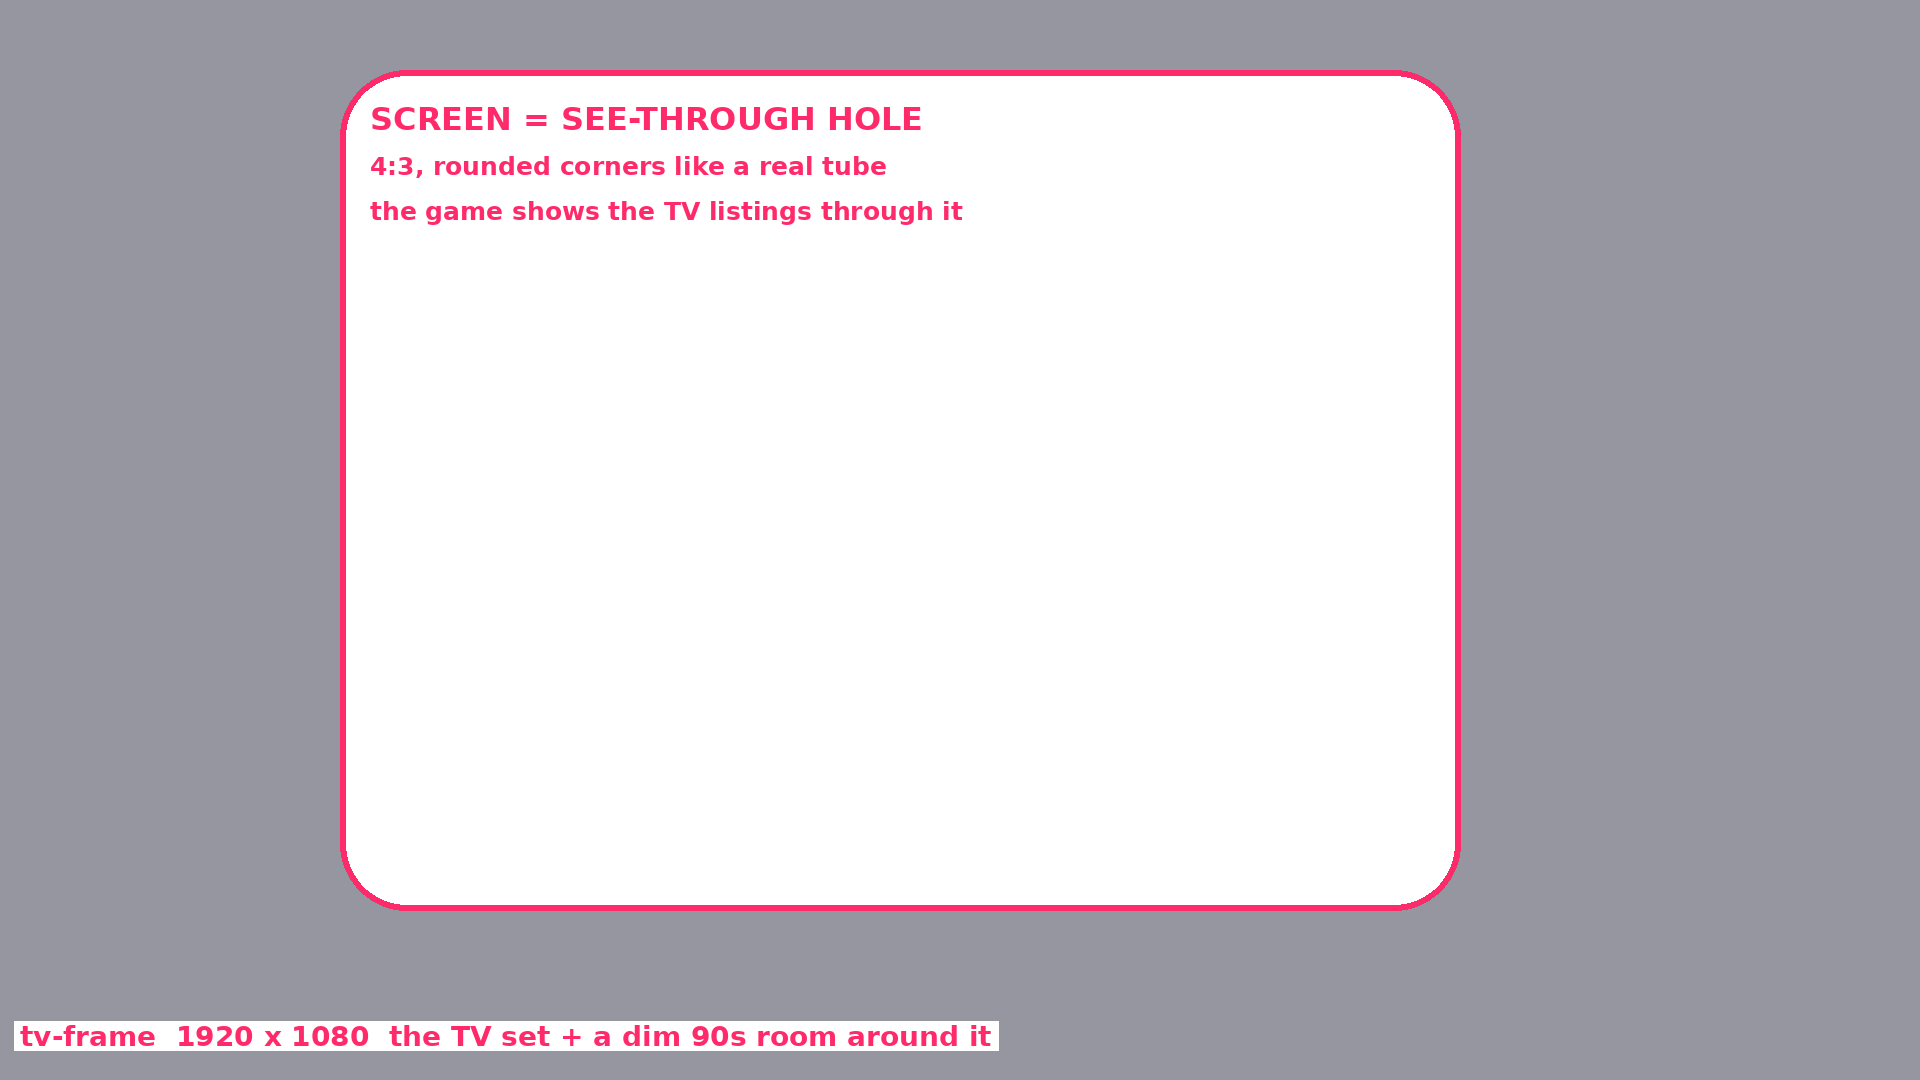 SCREEN = SEE-THROUGH HOLE
4:3, rounded corners like a real tube
the game shows the TV listings through it
tv-frame 1920 x 1080 the TV set + a dim 90s room around it